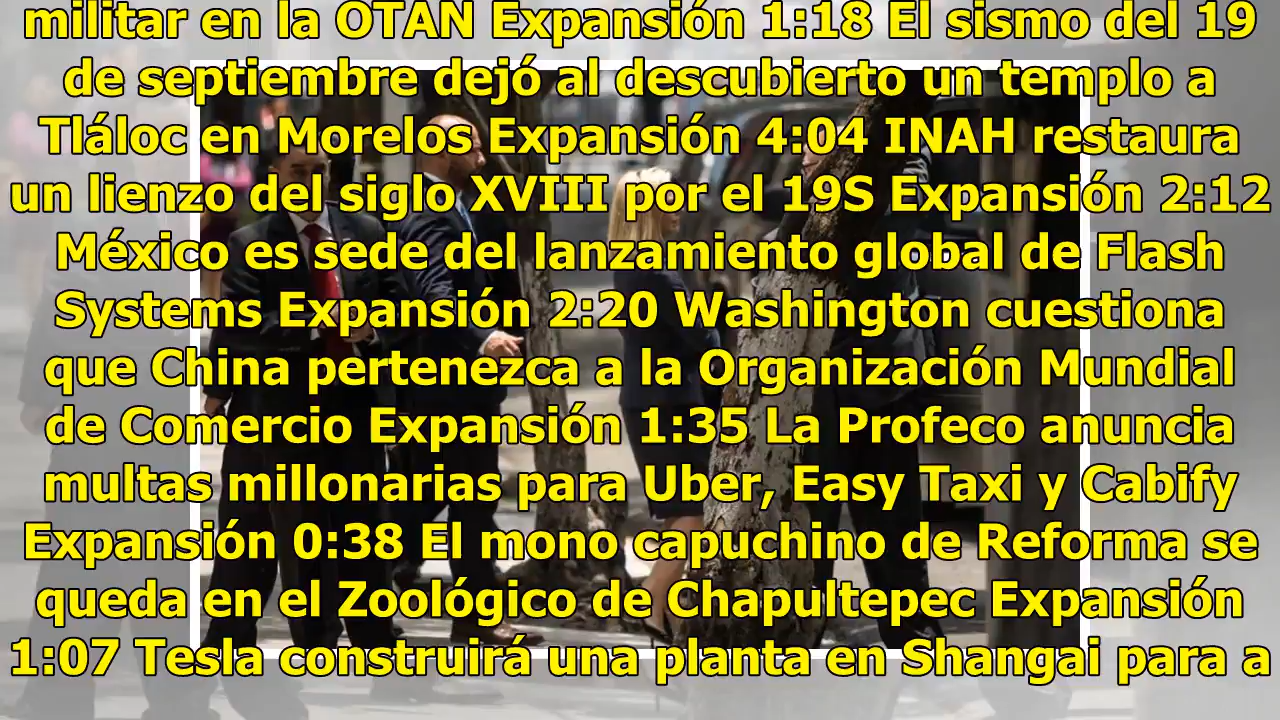 militar en la OTAN Expansión 1:18 El sismo del 19
de septiembre dejó al descubierto un templo a
Tláloc en Morelos Expansión 4:04 INAH restaura
un lienzo del siglo XVIII por el 19S Expansión 2:12
México es sede del lanzamiento global de Flash
Systems Expansión 2:20 Washington cuestiona
que China pertenezca a la Organización Mundial
de Comercio Expansión 1:35 La Profeco anuncia
multas millonarias para Uber, Easy Taxi y Cabify
Expansión 0:38 El mono capuchino de Reforma se
queda en el Zoológico de Chapultepec Expansión
1:07 Tesla construirá una planta en Shangai para a